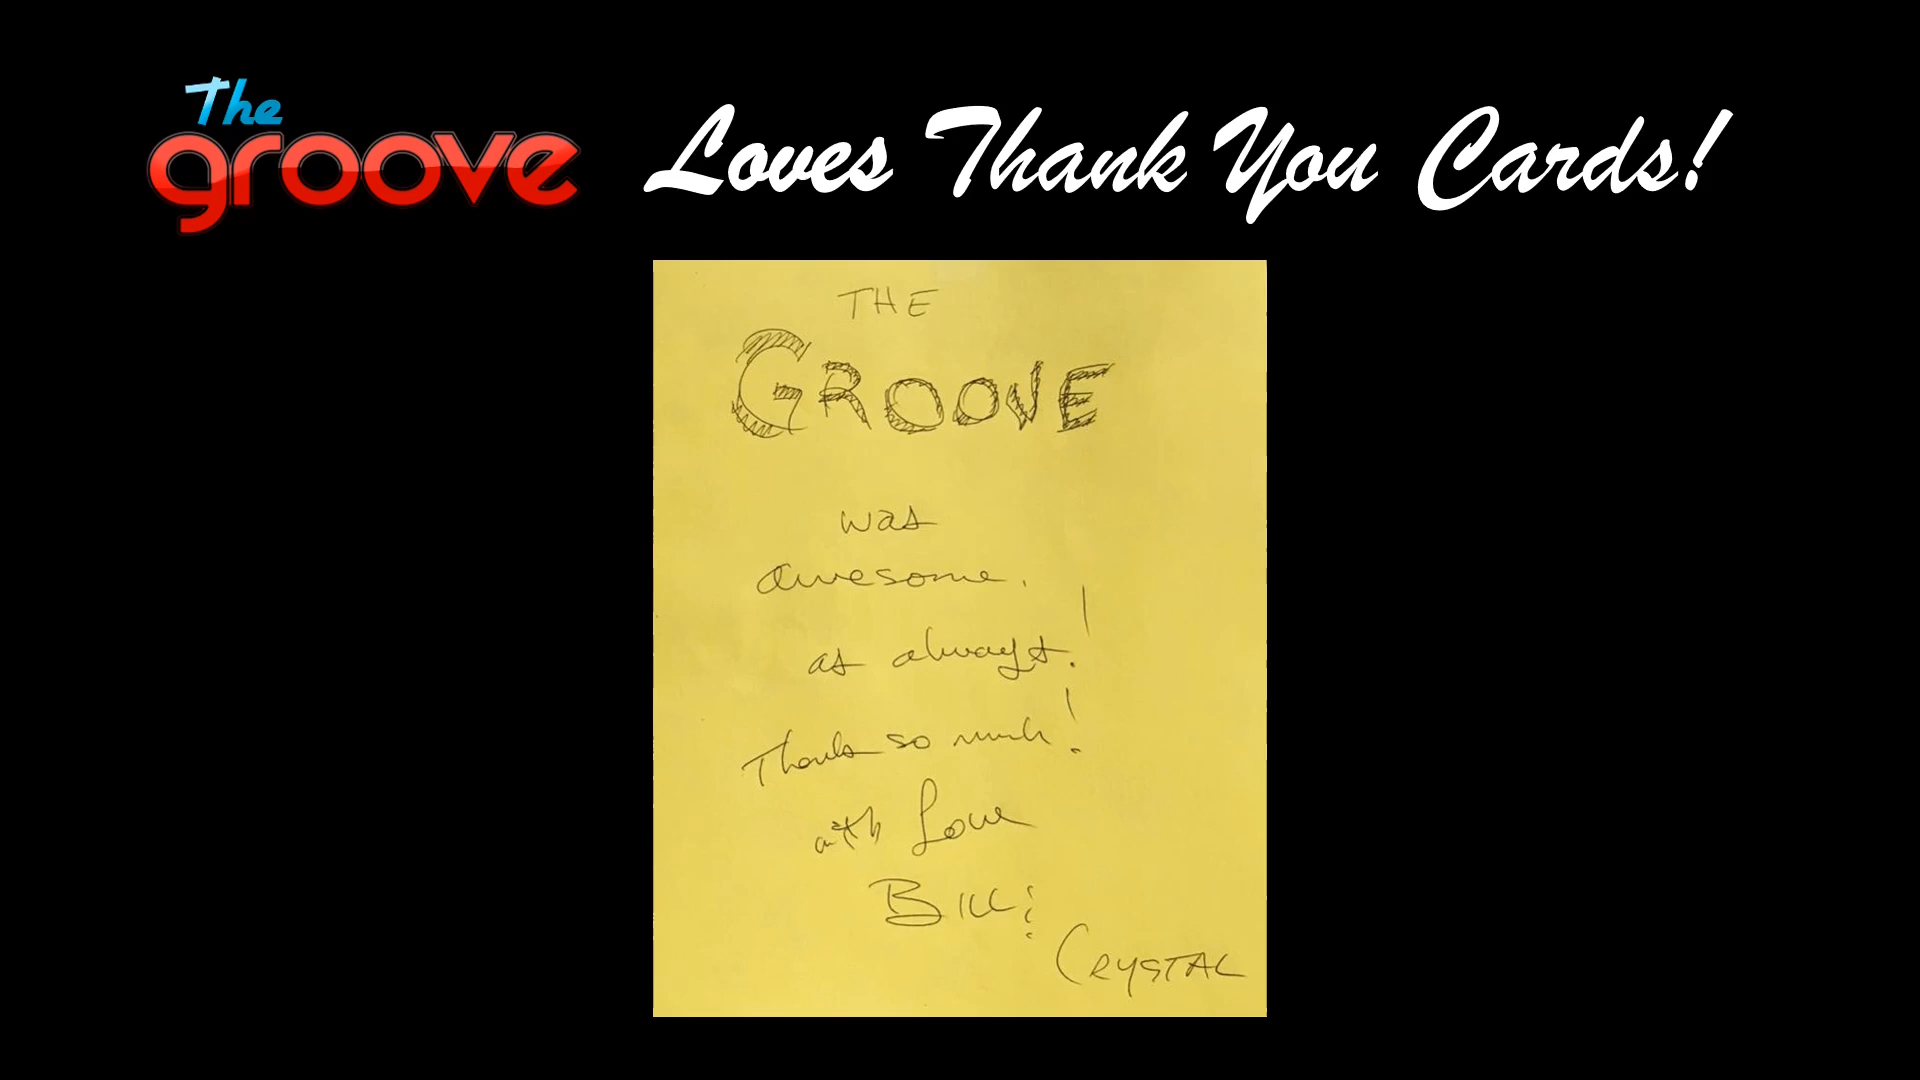 The
groove Loves Thank You Cards!
THE
GROOVE
was
awesome.
as always!
Thanks so much!
with Love
BILL &
CRYSTAL